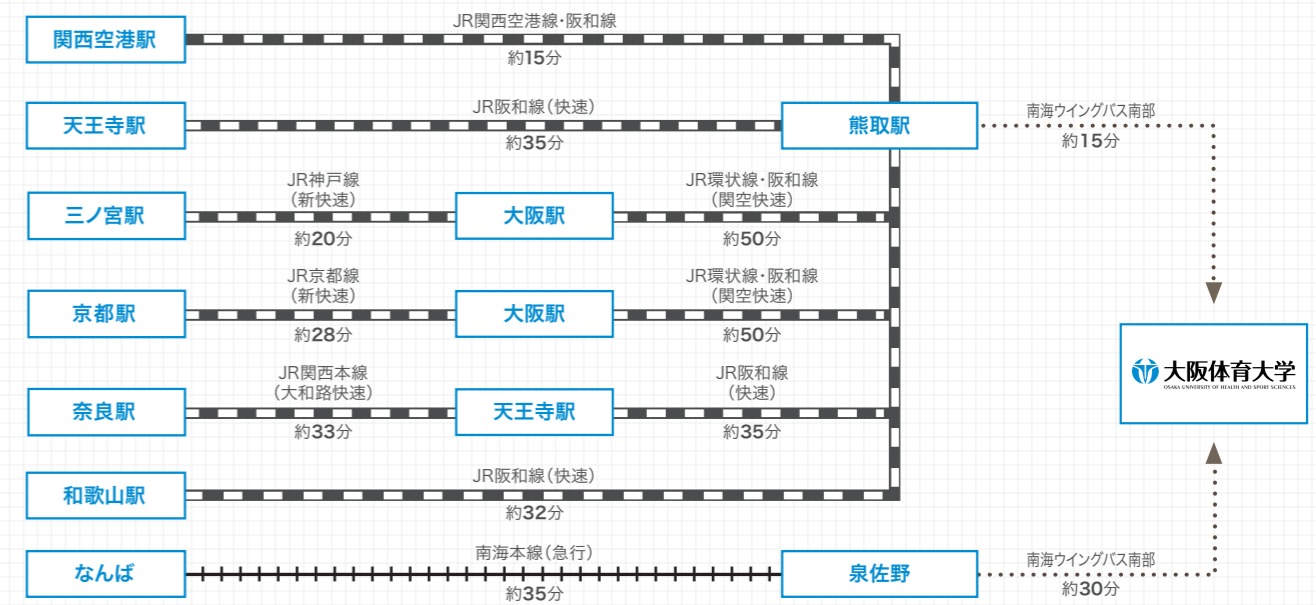 JR関西空港線・阪和線
関西空港駅
約15分
JR阪和線（快速）
天王寺駅
約35分
熊取駅
南海ウイングバス南部
約15分
JR神戸線
（新快速）
三ノ宮駅
約20分
大阪駅
JR環状線・阪和線
（関空快速）
約50分
JR京都線
（新快速）
京都駅
約28分
大阪駅
JR環状線・阪和線
（関空快速）
約50分
大阪体育大学
OSAKA UNIVERSITY OF HEALTH AND SPORT SCIENCES
JR関西本線
（大和路快速）
奈良駅
約33分
天王寺駅
JR阪和線
（快速）
約35分
JR阪和線（快速）
和歌山駅
約32分
南海本線（急行）
なんば
約35分
泉佐野
南海ウイングバス南部
約30分